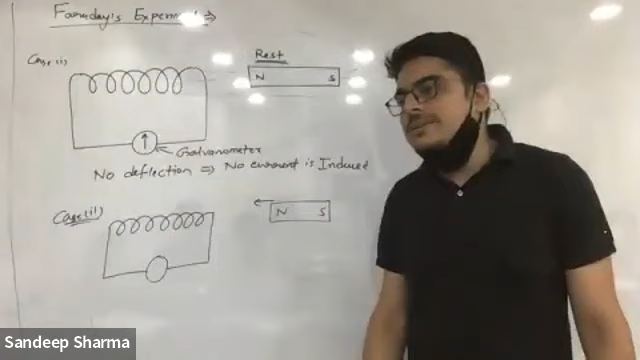 Faraday's Experiment ⇒
Case (i)
Rest
N S
Galvanometer
No deflection ⇒ No current is Induced
Case (ii)
N S
Sandeep Sharma